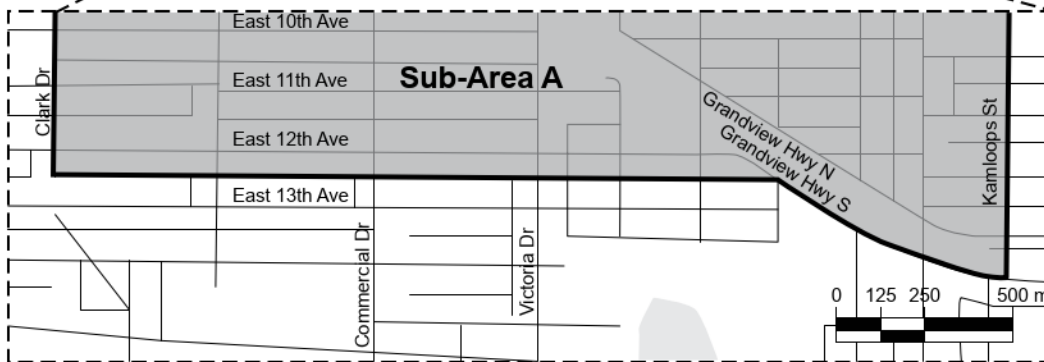 East 10th Ave
East 11th Ave
Sub-Area A
Clark Dr
Grandview Hwy N
Grandview Hwy S
Kamloops St
East 12th Ave
East 13th Ave
Commercial Dr
Victoria Dr
0 125 250 500 m